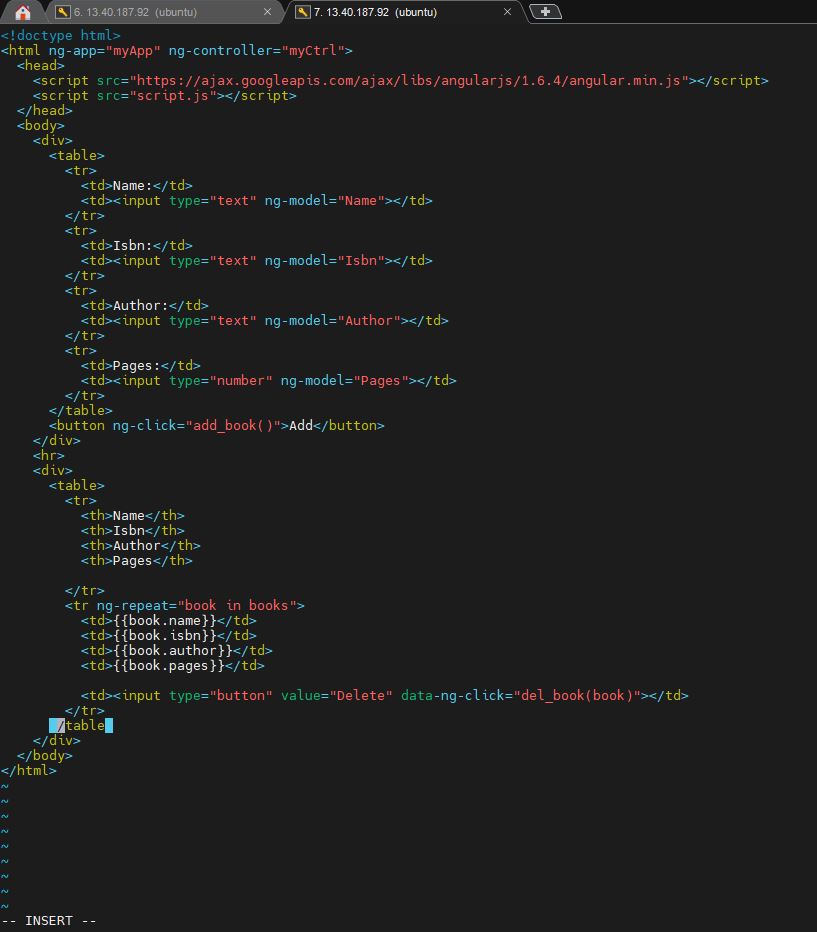 6. 13.40.187.92 (ubuntu)
7. 13.40.187.92 (ubuntu)
<!doctype html>
<html ng-app="myApp" ng-controller="myCtrl">
  <head>
    <script src="https://ajax.googleapis.com/ajax/libs/angularjs/1.6.4/angular.min.js"></script>
    <script src="script.js"></script>
  </head>
  <body>
    <div>
      <table>
        <tr>
          <td>Name:</td>
          <td><input type="text" ng-model="Name"></td>
        </tr>
        <tr>
          <td>Isbn:</td>
          <td><input type="text" ng-model="Isbn"></td>
        </tr>
        <tr>
          <td>Author:</td>
          <td><input type="text" ng-model="Author"></td>
        </tr>
        <tr>
          <td>Pages:</td>
          <td><input type="number" ng-model="Pages"></td>
        </tr>
      </table>
      <button ng-click="add_book()">Add</button>
    </div>
    <hr>
    <div>
      <table>
        <tr>
          <th>Name</th>
          <th>Isbn</th>
          <th>Author</th>
          <th>Pages</th>

        </tr>
        <tr ng-repeat="book in books">
          <td>{{book.name}}</td>
          <td>{{book.isbn}}</td>
          <td>{{book.author}}</td>
          <td>{{book.pages}}</td>

          <td><input type="button" value="Delete" data-ng-click="del_book(book)"></td>
        </tr>
      </table>
    </div>
  </body>
</html>
~
~
~
~
~
~
~
~
~
-- INSERT --